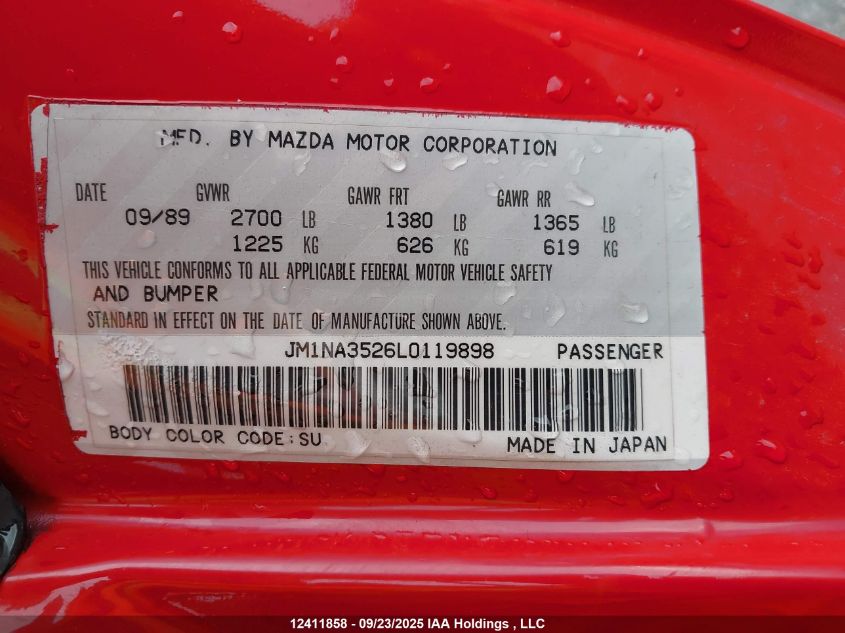 MFD. BY MAZDA MOTOR CORPORATION
DATE GVWR GAWR FRT GAWR RR
09/89 2700 LB 1380 LB 1365 LB
1225 KG 626 KG 619 KG
THIS VEHICLE CONFORMS TO ALL APPLICABLE FEDERAL MOTOR VEHICLE SAFETY
AND BUMPER
STANDARD IN EFFECT ON THE DATE OF MANUFACTURE SHOWN ABOVE.
JM1NA3526L0119898 PASSENGER
BODY COLOR CODE:SU MADE IN JAPAN
12411858 - 09/23/2025 IAA Holdings , LLC